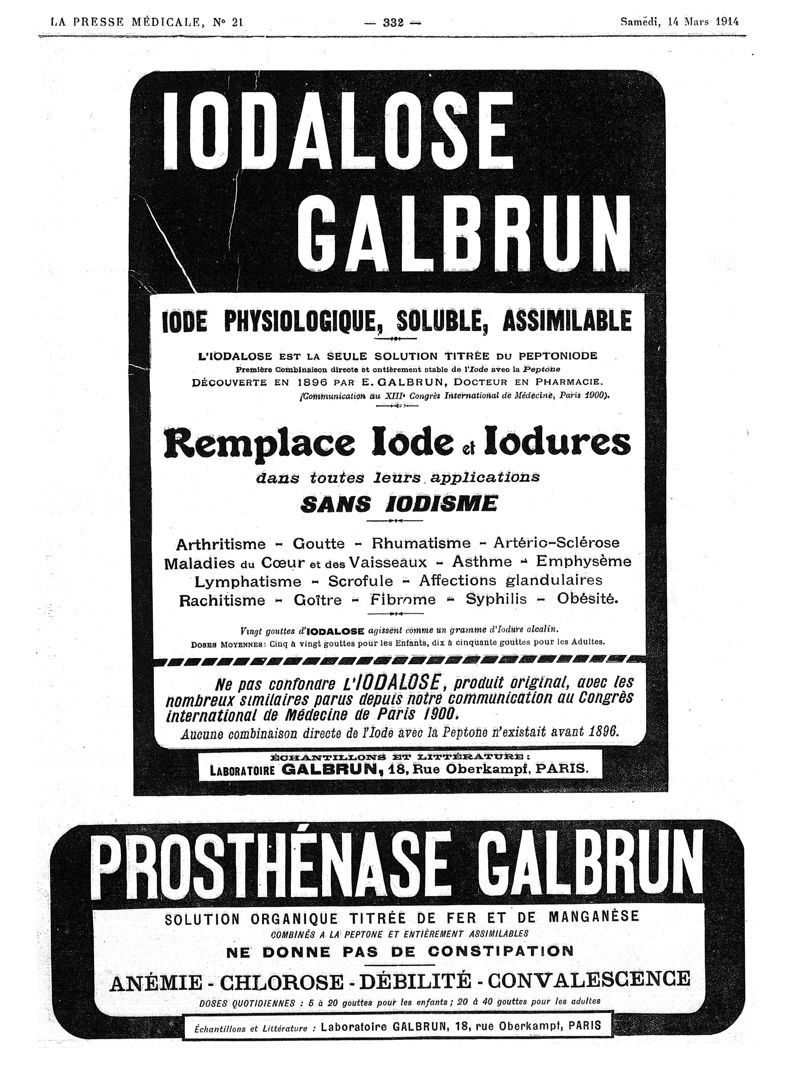 LA PRESSE MÉDICALE, N° 21 — 332 — Samedi, 14 Mars 1914
IODALOSE
GALBRUN
IODE PHYSIOLOGIQUE, SOLUBLE, ASSIMILABLE
L'IODALOSE EST LA SEULE SOLUTION TITRÉE DU PEPTONIODE
Première Combinaison directe et entièrement stable de l'Iode avec la Peptone
DÉCOUVERTE EN 1896 PAR E. GALBRUN, DOCTEUR EN PHARMACIE.
(Communication au XIIIe Congrès International de Médecine, Paris 1900).
Remplace Iode et Iodures
dans toutes leurs applications
SANS IODISME
Arthritisme - Goutte - Rhumatisme - Artério-Sclérose
Maladies du Cœur et des Vaisseaux - Asthme - Emphysème
Lymphatisme - Scrofule - Affections glandulaires
Rachitisme - Goître - Fibrome - Syphilis - Obésité.
Vingt gouttes d'IODALOSE agissent comme un gramme d'Iodure alcalin.
DOSES MOYENNES : Cinq à vingt gouttes pour les Enfants, dix à cinquante gouttes pour les Adultes.
Ne pas confondre L'IODALOSE, produit original, avec les
nombreux similaires parus depuis notre communication au Congrès
international de Médecine de Paris 1900.
Aucune combinaison directe de l'Iode avec la Peptone n'existait avant 1896.
ÉCHANTILLONS ET LITTÉRATURE :
LABORATOIRE GALBRUN, 18, Rue Oberkampf, PARIS.
PROSTHÉNASE GALBRUN
SOLUTION ORGANIQUE TITRÉE DE FER ET DE MANGANÈSE
COMBINÉS A LA PEPTONE ET ENTIÈREMENT ASSIMILABLES
NE DONNE PAS DE CONSTIPATION
ANÉMIE - CHLOROSE - DÉBILITÉ - CONVALESCENCE
DOSES QUOTIDIENNES : 5 à 20 gouttes pour les enfants ; 20 à 40 gouttes pour les adultes
Échantillons et Littérature : Laboratoire GALBRUN, 18, rue Oberkampf, PARIS